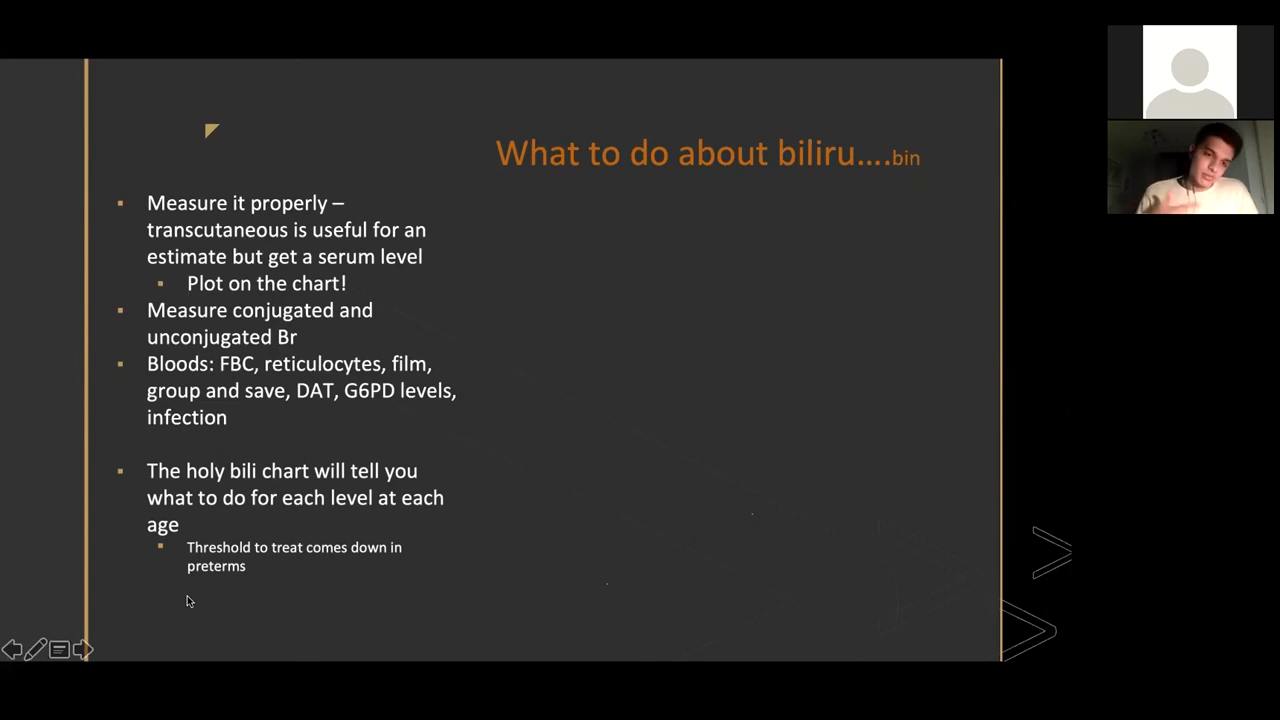 What to do about biliru....bin
Measure it properly –
transcutaneous is useful for an
estimate but get a serum level
Plot on the chart!
Measure conjugated and
unconjugated Br
Bloods: FBC, reticulocytes, film,
group and save, DAT, G6PD levels,
infection
The holy bili chart will tell you
what to do for each level at each
age
Threshold to treat comes down in
preterms